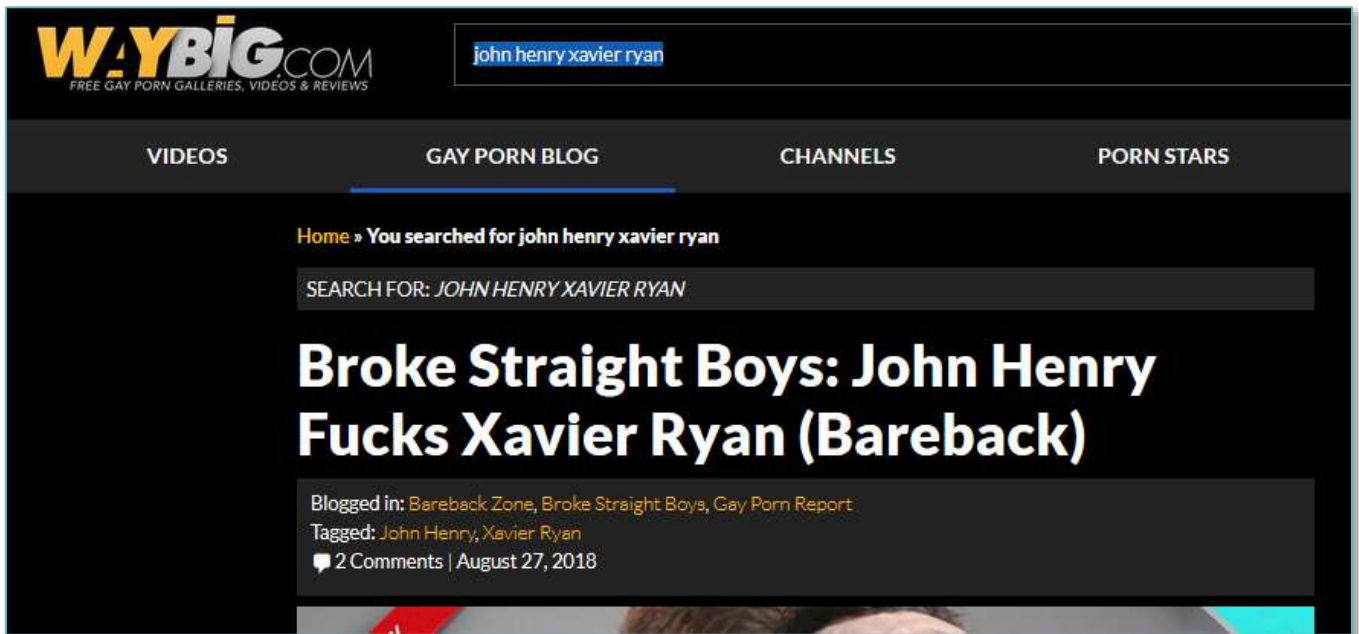 WAYBIG.COM
FREE GAY PORN GALLERIES, VIDEOS & REVIEWS
john henry xavier ryan
VIDEOS GAY PORN BLOG CHANNELS PORN STARS
Home » You searched for john henry xavier ryan
SEARCH FOR: JOHN HENRY XAVIER RYAN
Broke Straight Boys: John Henry
Fucks Xavier Ryan (Bareback)
Blogged in: Bareback Zone, Broke Straight Boys, Gay Porn Report
Tagged: John Henry, Xavier Ryan
2 Comments | August 27, 2018